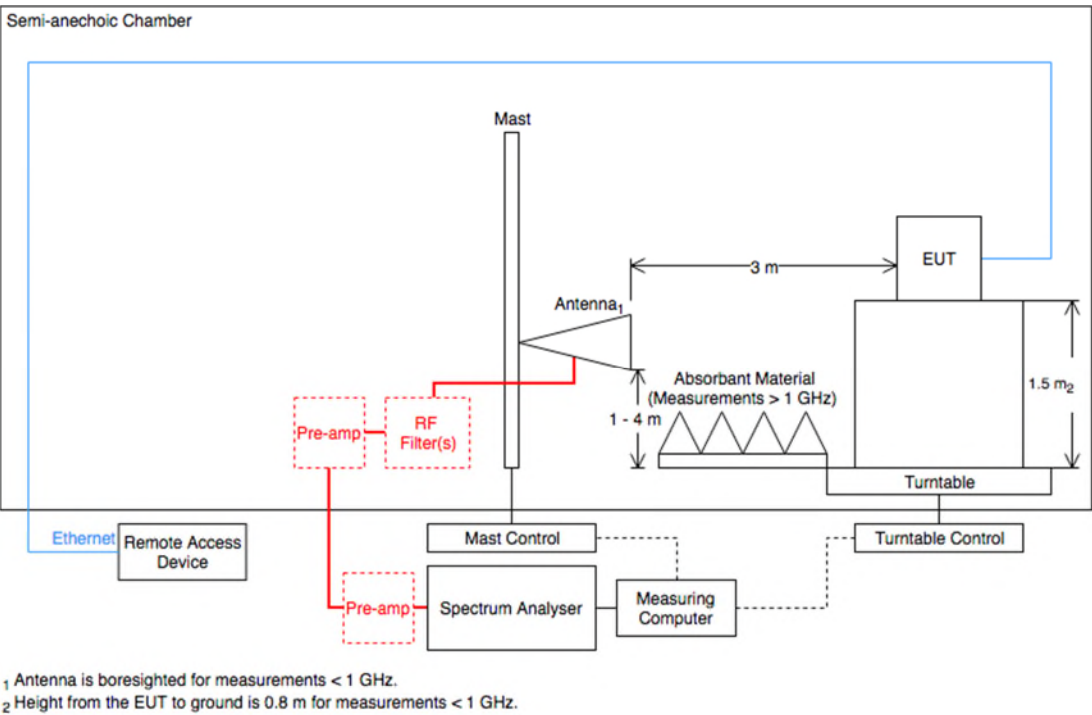 Semi-anechoic Chamber
Mast
EUT
3 m
Antenna1
Absorbant Material
(Measurements > 1 GHz)
1.5 m2
1 - 4 m
RF
Filter(s)
Pre-amp
Turntable
Ethernet
Remote Access
Device
Mast Control
Turntable Control
Pre-amp
Spectrum Analyser
Measuring
Computer
1 Antenna is boresighted for measurements < 1 GHz.
2 Height from the EUT to ground is 0.8 m for measurements < 1 GHz.